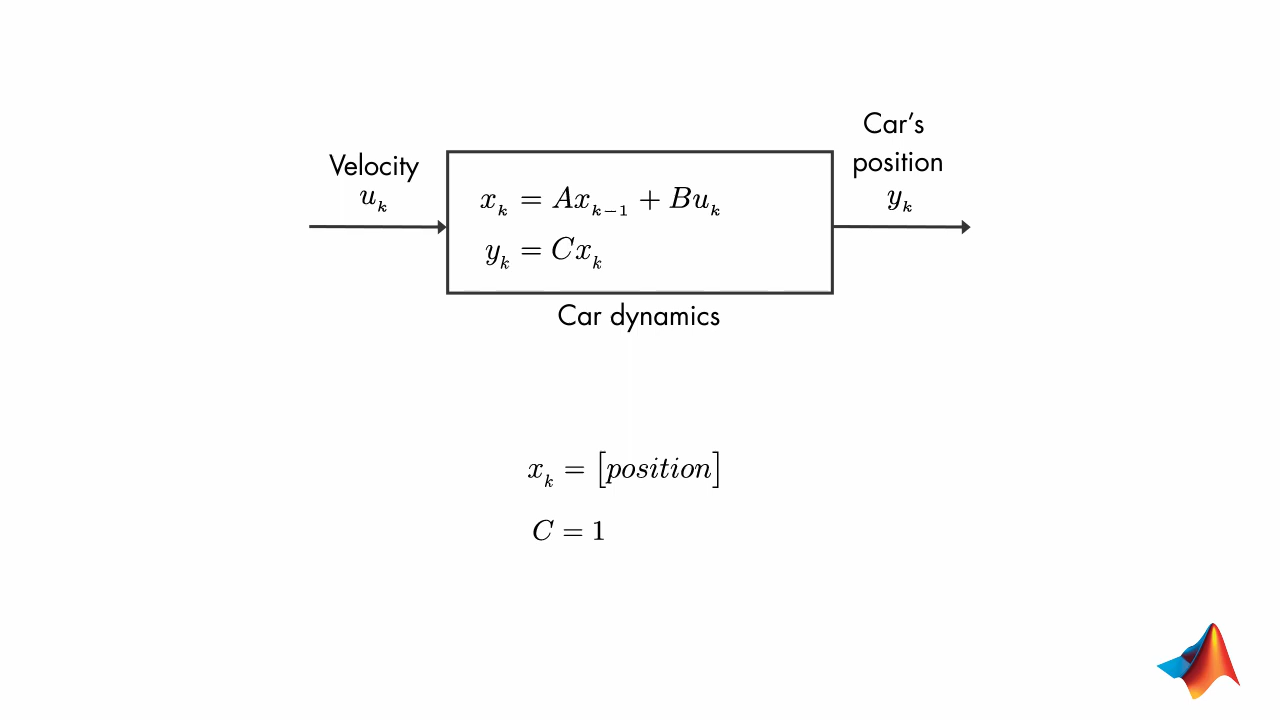 Car's
position
y_k
Velocity
u_k
x_k = Ax_{k-1} + Bu_k
y_k = Cx_k
Car dynamics
x_k = [position]
C = 1